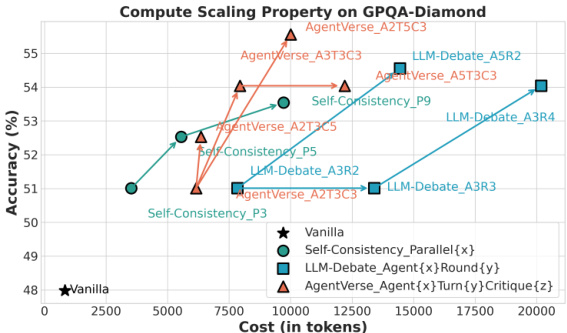 Compute Scaling Property on GPQA-Diamond
AgentVerse_A2T5C3
55
AgentVerse_A3T3C3
LLM-Debate_A5R2
AgentVerse_A5T3C3
54
Self-Consistency_P9
53
LLM-Debate_A3R4
AgentVerse_A2T3C5
52
Self-Consistency_P5
LLM-Debate_A3R2
51
LLM-Debate_A3R3
AgentVerse_A2T3C3
Self-Consistency_P3
50
49
48
Vanilla
Accuracy (%)
Vanilla
Self-Consistency_Parallel{x}
LLM-Debate_Agent{x}Round{y}
AgentVerse_Agent{x}Turn{y}Critique{z}
0 2500 5000 7500 10000 12500 15000 17500 20000
Cost (in tokens)